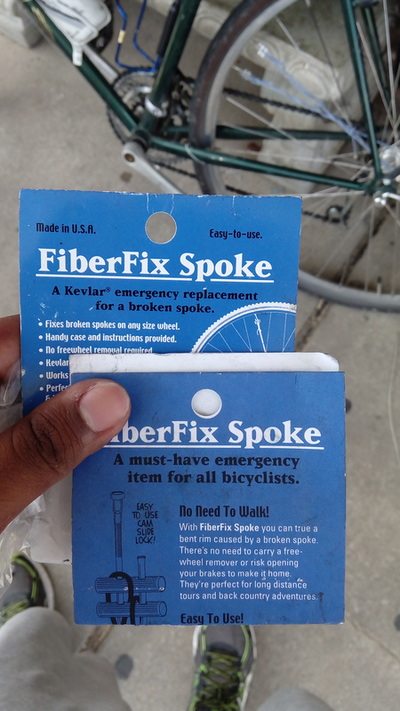 Made in U.S.A.
Easy-to-use.
FiberFix Spoke
A Kevlar® emergency replacement
for a broken spoke.
• Fixes broken spokes on any size wheel.
• Handy case and instructions provided.
• No freewheel removal required.
• Kevlar
• Works
•
•
FiberFix Spoke
A must-have emergency
item for all bicyclists.
EASY
TO USE
CAM
SLIDE
LOCK!
No Need To Walk!
With FiberFix Spoke you can true a
bent rim caused by a broken spoke.
There's no need to carry a free-
wheel remover or risk opening
your brakes to make it home.
They're perfect for long distance
tours and back country adventures.
Easy To Use!